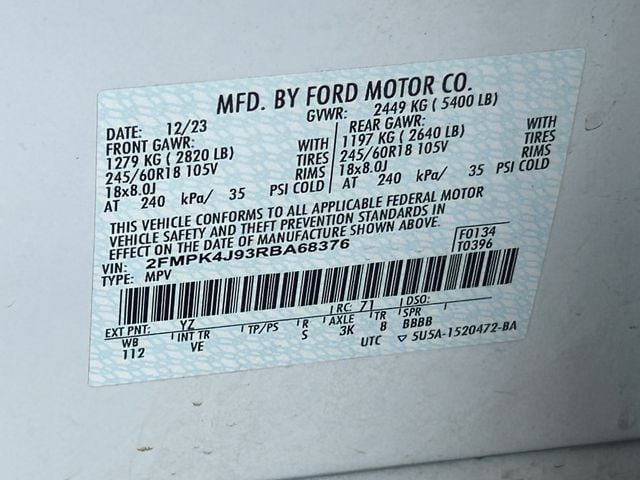 MFD. BY FORD MOTOR CO.
DATE: 12/23 GVWR: 2449 KG ( 5400 LB)
FRONT GAWR: REAR GAWR:
1279 KG ( 2820 LB) WITH 1197 KG ( 2640 LB) WITH
245/60R18 105V TIRES 245/60R18 105V TIRES
18x8.0J RIMS 18x8.0J RIMS
AT 240 kPa/ 35 PSI COLD AT 240 kPa/ 35 PSI COLD
THIS VEHICLE CONFORMS TO ALL APPLICABLE FEDERAL MOTOR
VEHICLE SAFETY AND THEFT PREVENTION STANDARDS IN
EFFECT ON THE DATE OF MANUFACTURE SHOWN ABOVE.
VIN: 2FMPK4J93RBA68376 F0134
TYPE: MPV T0396
EXT PNT: YZ RC: 71 DSO:
WB INT TR TP/PS R AXLE TR SPR
112 VE S 3K 8 BBBB
UTC ▽ 5U5A-1520472-BA